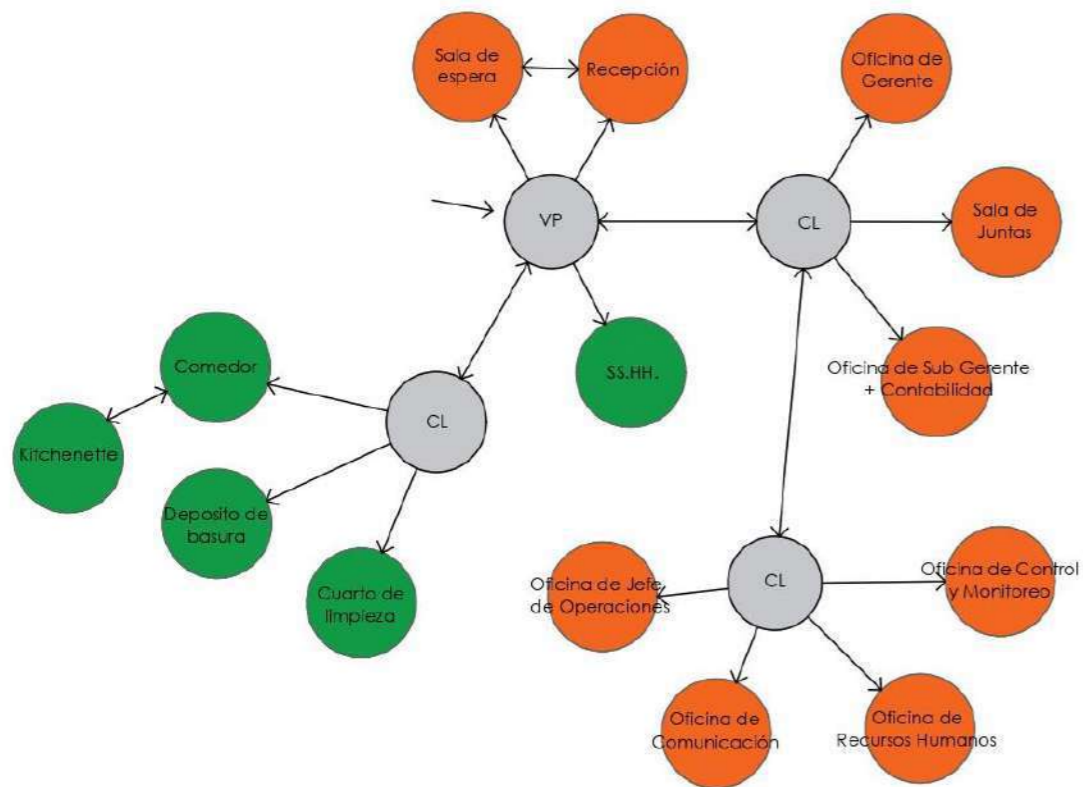 Sala de
espera
Recepción
Oficina de
Gerente
VP
CL
Sala de
Juntas
Comedor
SS.HH.
Oficina de Sub Gerente
+ Contabilidad
CL
Kitchenette
Deposito de
basura
Cuarto de
limpieza
CL
Oficina de Jefe
de Operaciones
Oficina de Control
y Monitoreo
Oficina de
Comunicación
Oficina de
Recursos Humanos